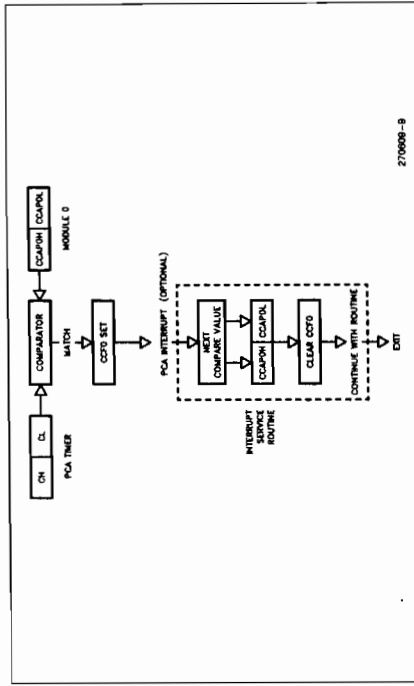 CH CL
PCA TIMER
COMPARATOR
CCAP0H CCAP0L
MODULE 0
MATCH
CCF0 SET
PCA INTERRUPT (OPTIONAL)
INTERRUPT
SERVICE
ROUTINE
NEXT
COMPARE VALUE
CCAP0H CCAP0L
CLEAR CCF0
CONTINUE WITH ROUTINE
EXIT
270609-9